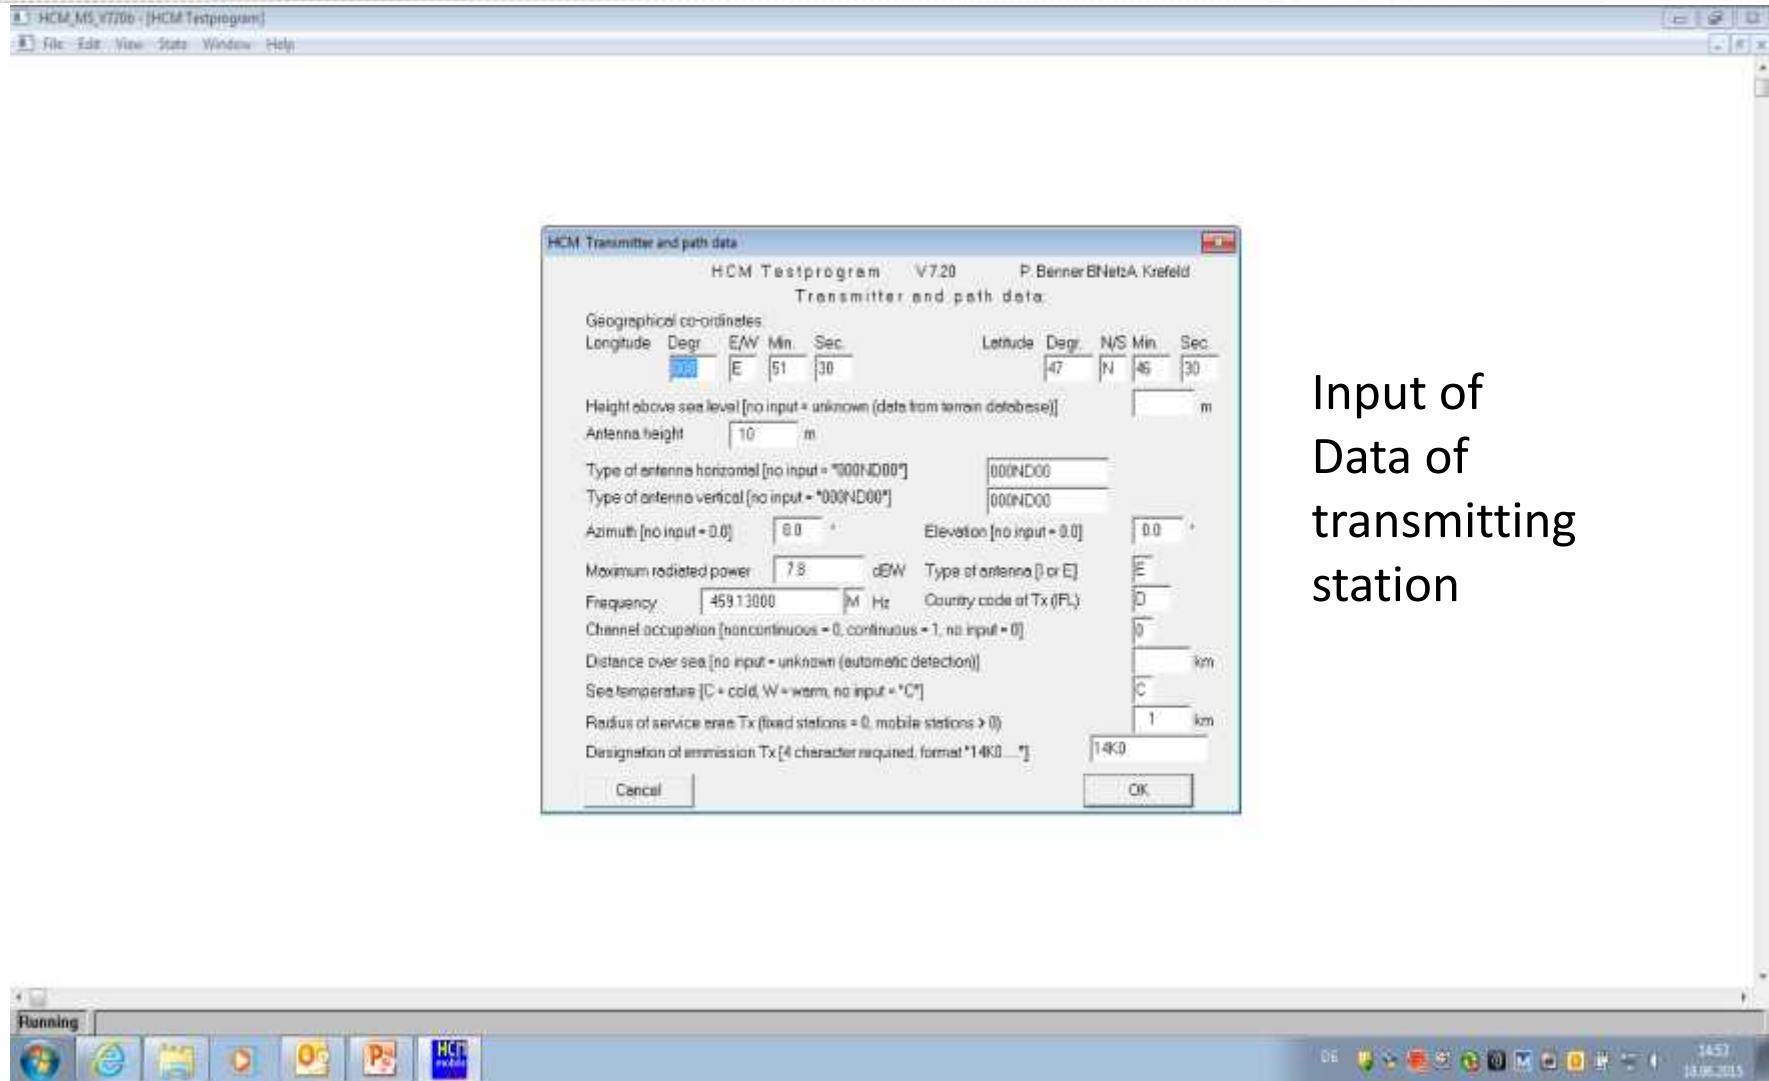 HCM_MS_V720b - [HCM Testprogram]
File Edit View State Window Help
HCM Transmitter and path data
HCM Testprogram V7.20 P. Benner BNetzA Krefeld
Transmitter and path data:
Geographical co-ordinates:
Longitude Degr. E/W Min. Sec. Latitude Degr. N/S Min. Sec.
E 51 30 47 N 46 30
Height above sea level [no input = unknown (data from terrain database)] m
Antenna height 10 m
Type of antenna horizontal [no input = "000ND00"] 000ND00
Type of antenna vertical [no input = "000ND00"] 000ND00
Azimuth [no input = 0.0] ° Elevation [no input = 0.0] 0.0 °
Maximum radiated power 7.8 dBW Type of antenna [I or E] E
Frequency 459.13000 M Hz Country code of Tx (IFL) D
Channel occupation [noncontinuous = 0, continuous = 1, no input = 0] 0
Distance over sea [no input = unknown (automatic detection)] km
Sea temperature [C = cold, W = warm, no input = "C"] C
Radius of service area Tx (fixed stations = 0, mobile stations > 0) 1 km
Designation of emmission Tx [4 character required, format "14K0....."] 14K0
Cancel OK
Input of
Data of
transmitting
station
Running
HCM
mobile
DE
14:53
18.06.2015